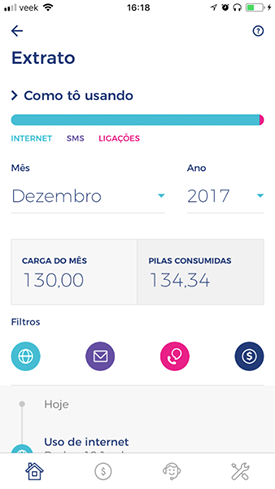 veek 16:18
Extrato
Como tô usando
INTERNET SMS LIGAÇÕES
Mês Ano
Dezembro 2017
CARGA DO MÊS PILAS CONSUMIDAS
130,00 134,34
Filtros
Hoje
Uso de internet